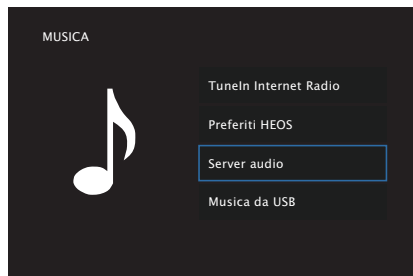 MUSICA
TuneIn Internet Radio
Preferiti HEOS
Server audio
Musica da USB